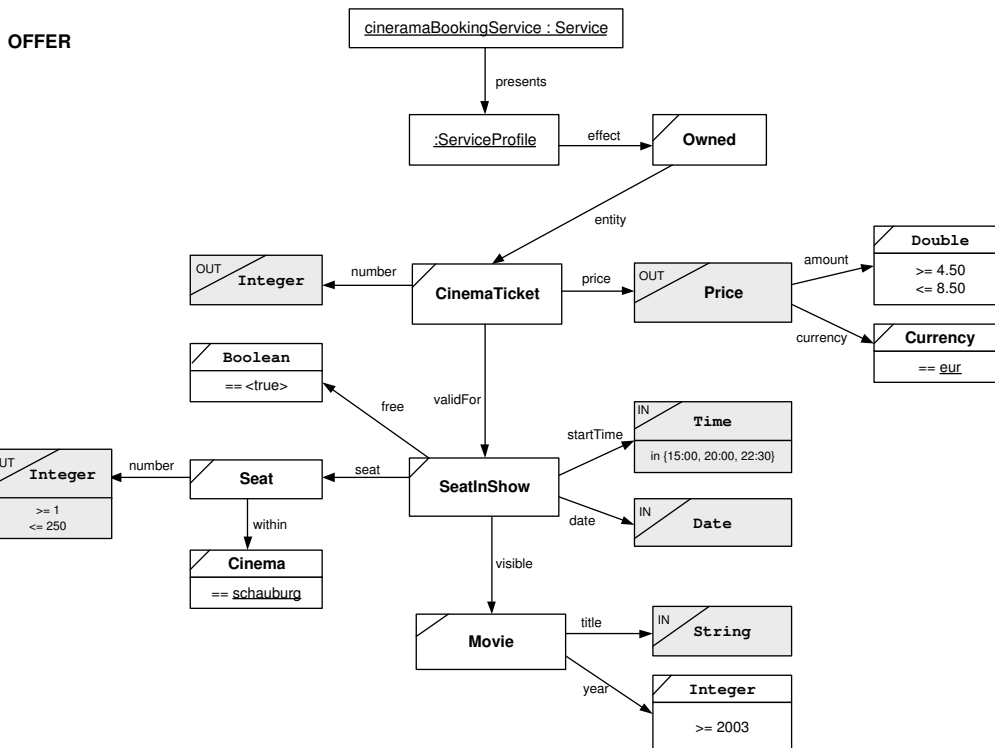 OFFER
cineramaBookingService : Service
presents
:ServiceProfile
effect
Owned
entity
OUT
Integer
number
CinemaTicket
price
OUT
Price
amount
Double
>= 4.50
<= 8.50
currency
Currency
== eur
Boolean
== <true>
free
validFor
startTime
IN
Time
in {15:00, 20:00, 22:30}
UT
Integer
>= 1
<= 250
number
Seat
seat
SeatInShow
date
IN
Date
within
Cinema
== schauburg
visible
Movie
title
IN
String
year
Integer
>= 2003